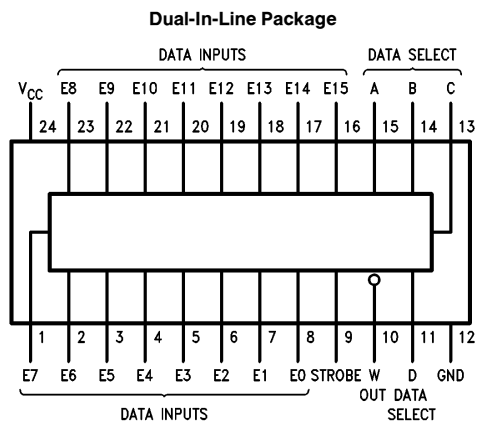 Dual-In-Line Package
DATA INPUTS DATA SELECT
VCC E8 E9 E10 E11 E12 E13 E14 E15 A B C
24 23 22 21 20 19 18 17 16 15 14 13
1 2 3 4 5 6 7 8 9 10 11 12
E7 E6 E5 E4 E3 E2 E1 E0 STROBE W D GND
OUT DATA
DATA INPUTS SELECT